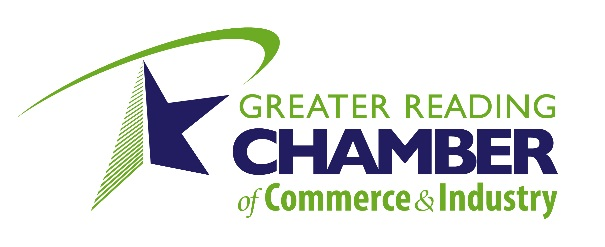 GREATER READING
CHAMBER
of Commerce & Industry